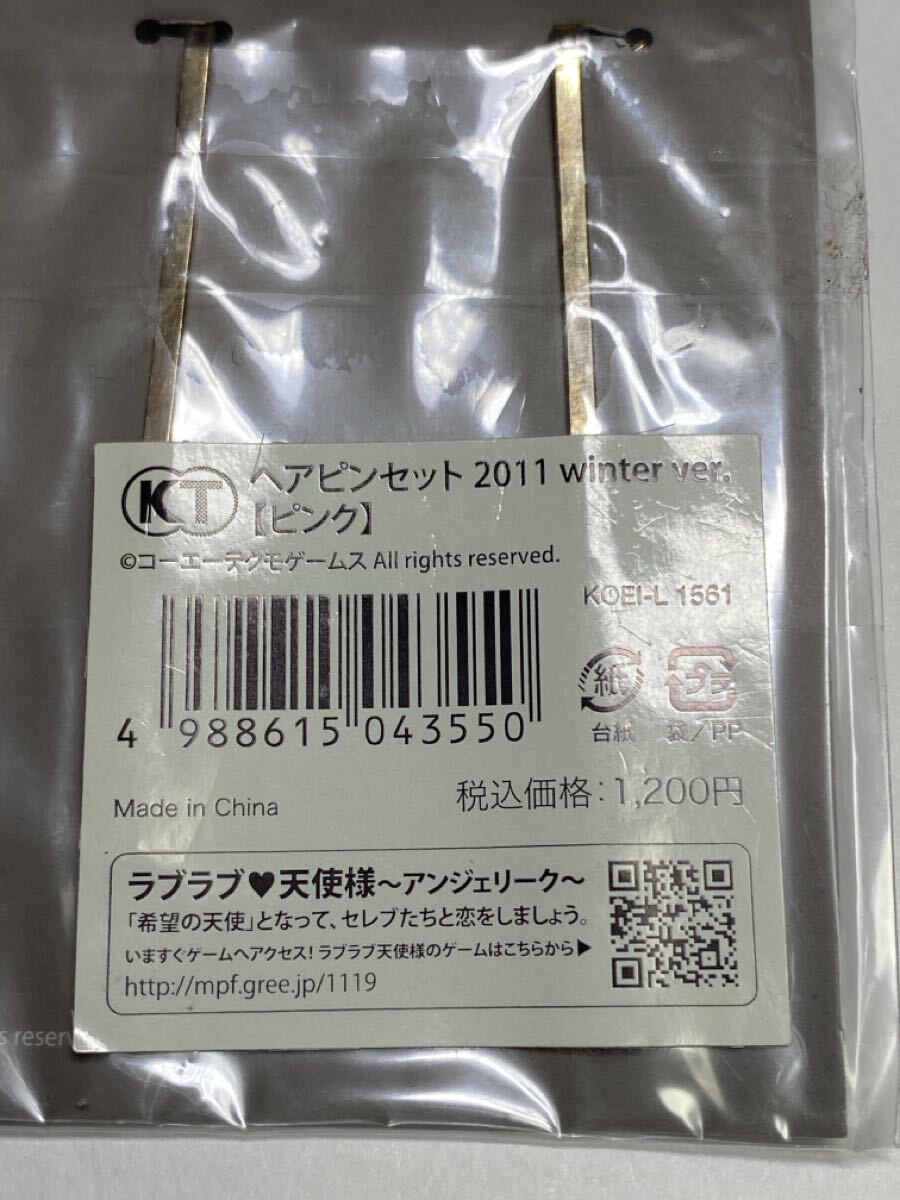 KT ヘアピンセット 2011 winter ver.
【ピンク】
©コーエーテクモゲームス All rights reserved.
KOEI-L 1561
4 988615 043550
紙 プラ
台紙 袋/PP
Made in China
税込価格:1,200円
ラブラブ♥天使様〜アンジェリーク〜
「希望の天使」となって、セレブたちと恋をしましょう。
いますぐゲームへアクセス! ラブラブ天使様のゲームはこちらから▶
http://mpf.gree.jp/1119
s reserv